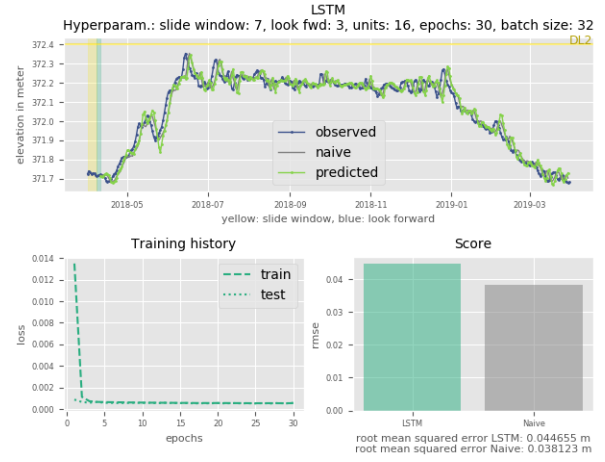 LSTM
Hyperparam.: slide window: 7, look fwd: 3, units: 16, epochs: 30, batch size: 32
372.4
DL2
372.3
372.2
372.1
372.0
371.9
371.8
371.7
elevation in meter
observed
naive
predicted
2018-05
2018-07
2018-09
2018-11
2019-01
2019-03
yellow: slide window, blue: look forward
Training history
0.014
0.012
0.010
0.008
0.006
0.004
0.002
0.000
loss
train
test
0
5
10
15
20
25
30
epochs
Score
0.04
0.03
0.02
0.01
0.00
rmse
LSTM
Naive
root mean squared error LSTM: 0.044655 m
root mean squared error Naive: 0.038123 m